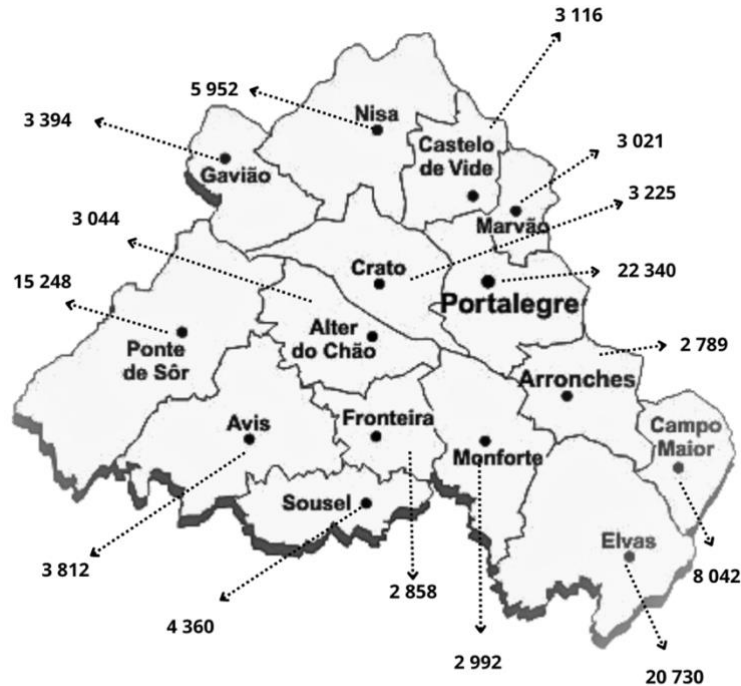 3 116
5 952
3 394
Nisa
Castelo
de Vide
3 021
Gavião
3 225
3 044
Marvão
Crato
22 340
15 248
Portalegre
Alter
do Chão
2 789
Ponte
de Sôr
Arronches
Avis
Fronteira
Campo
Maior
Monforte
Sousel
Elvas
3 812
8 042
2 858
4 360
2 992
20 730